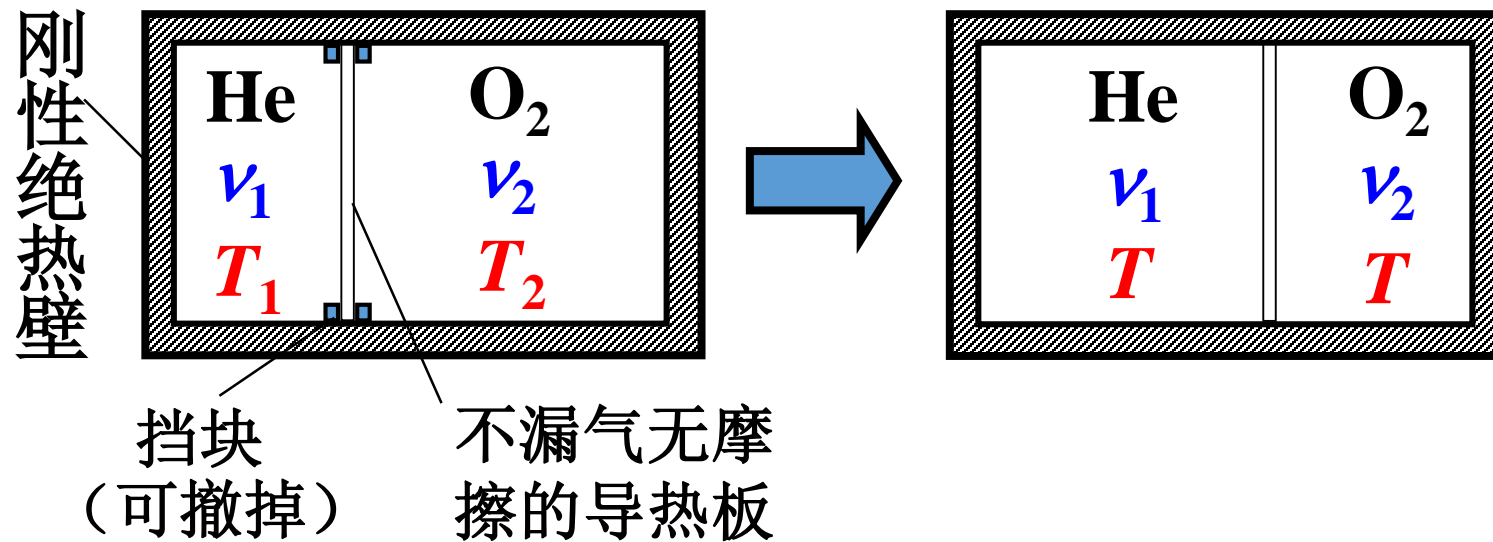 刚性绝热壁
He
ν₁
T₁
O₂
ν₂
T₂
He
ν₁
T
O₂
ν₂
T
挡块
（可撤掉）
不漏气无摩
擦的导热板